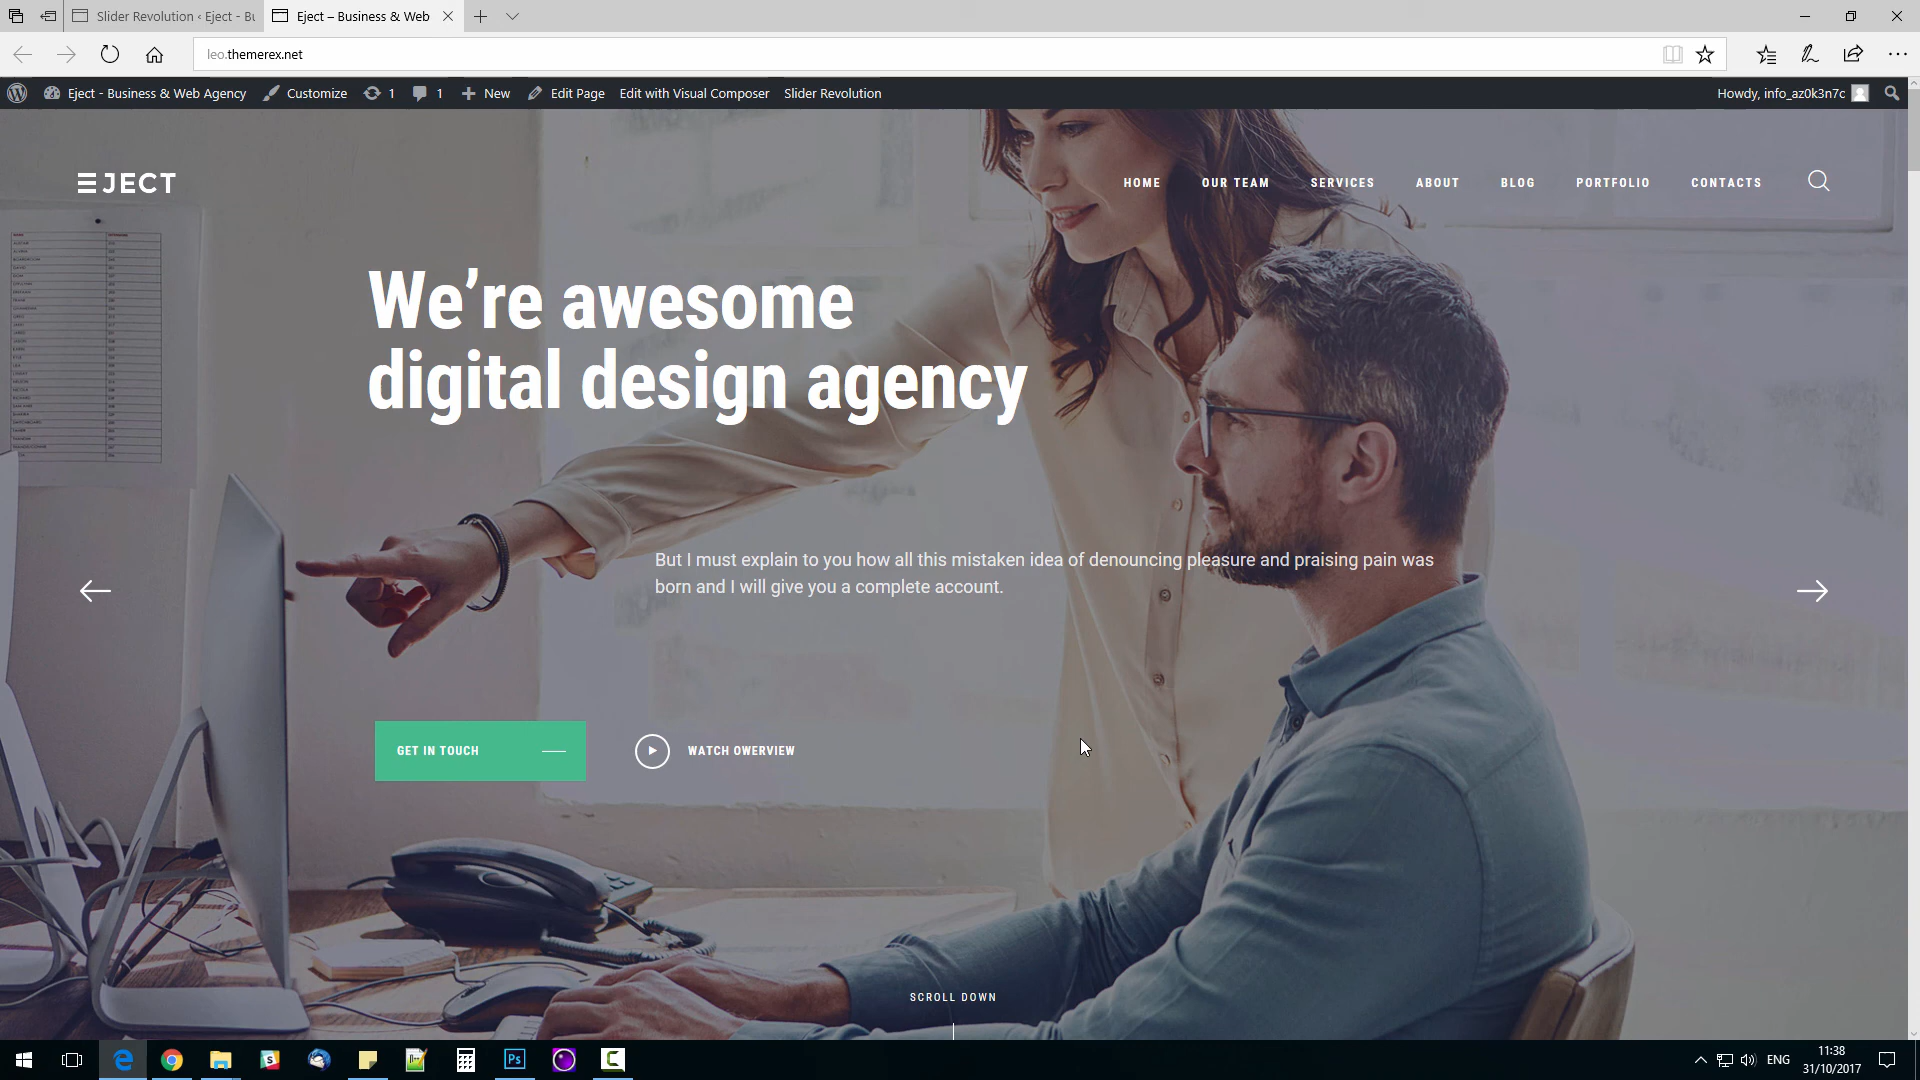 Slider Revolution ‹ Eject - Bu
Eject – Business & Web
leo.themerex.net
Eject - Business & Web Agency
Customize
1
1
New
Edit Page
Edit with Visual Composer
Slider Revolution
Howdy, info_az0k3n7c
EJECT
HOME
OUR TEAM
SERVICES
ABOUT
BLOG
PORTFOLIO
CONTACTS
We’re awesome
digital design agency
But I must explain to you how all this mistaken idea of denouncing pleasure and praising pain was
born and I will give you a complete account.
GET IN TOUCH
WATCH OWERVIEW
SCROLL DOWN
Ps
ENG
11:38
31/10/2017